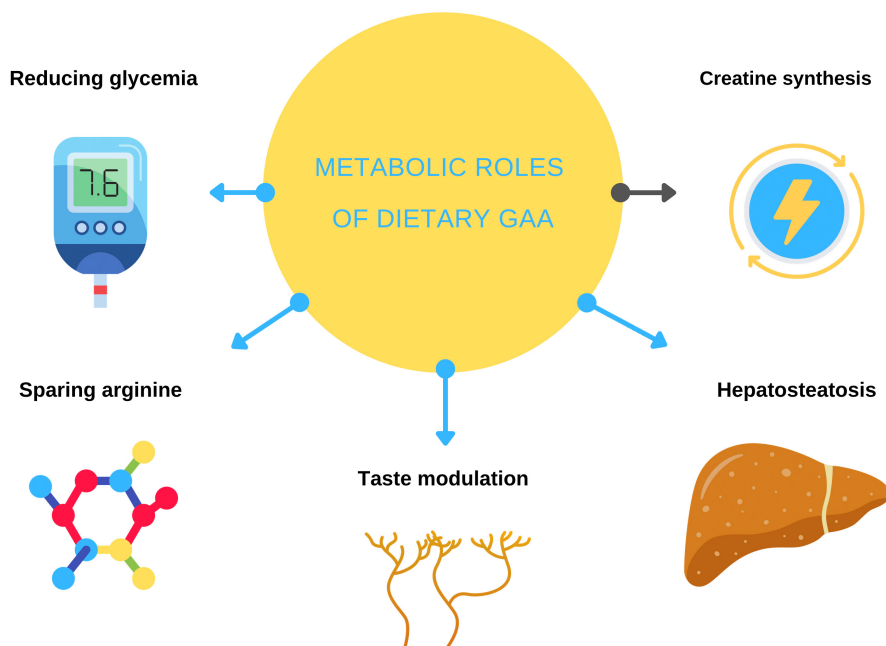 Reducing glycemia
Creatine synthesis
7.6
METABOLIC ROLES
OF DIETARY GAA
Sparing arginine
Hepatosteatosis
Taste modulation